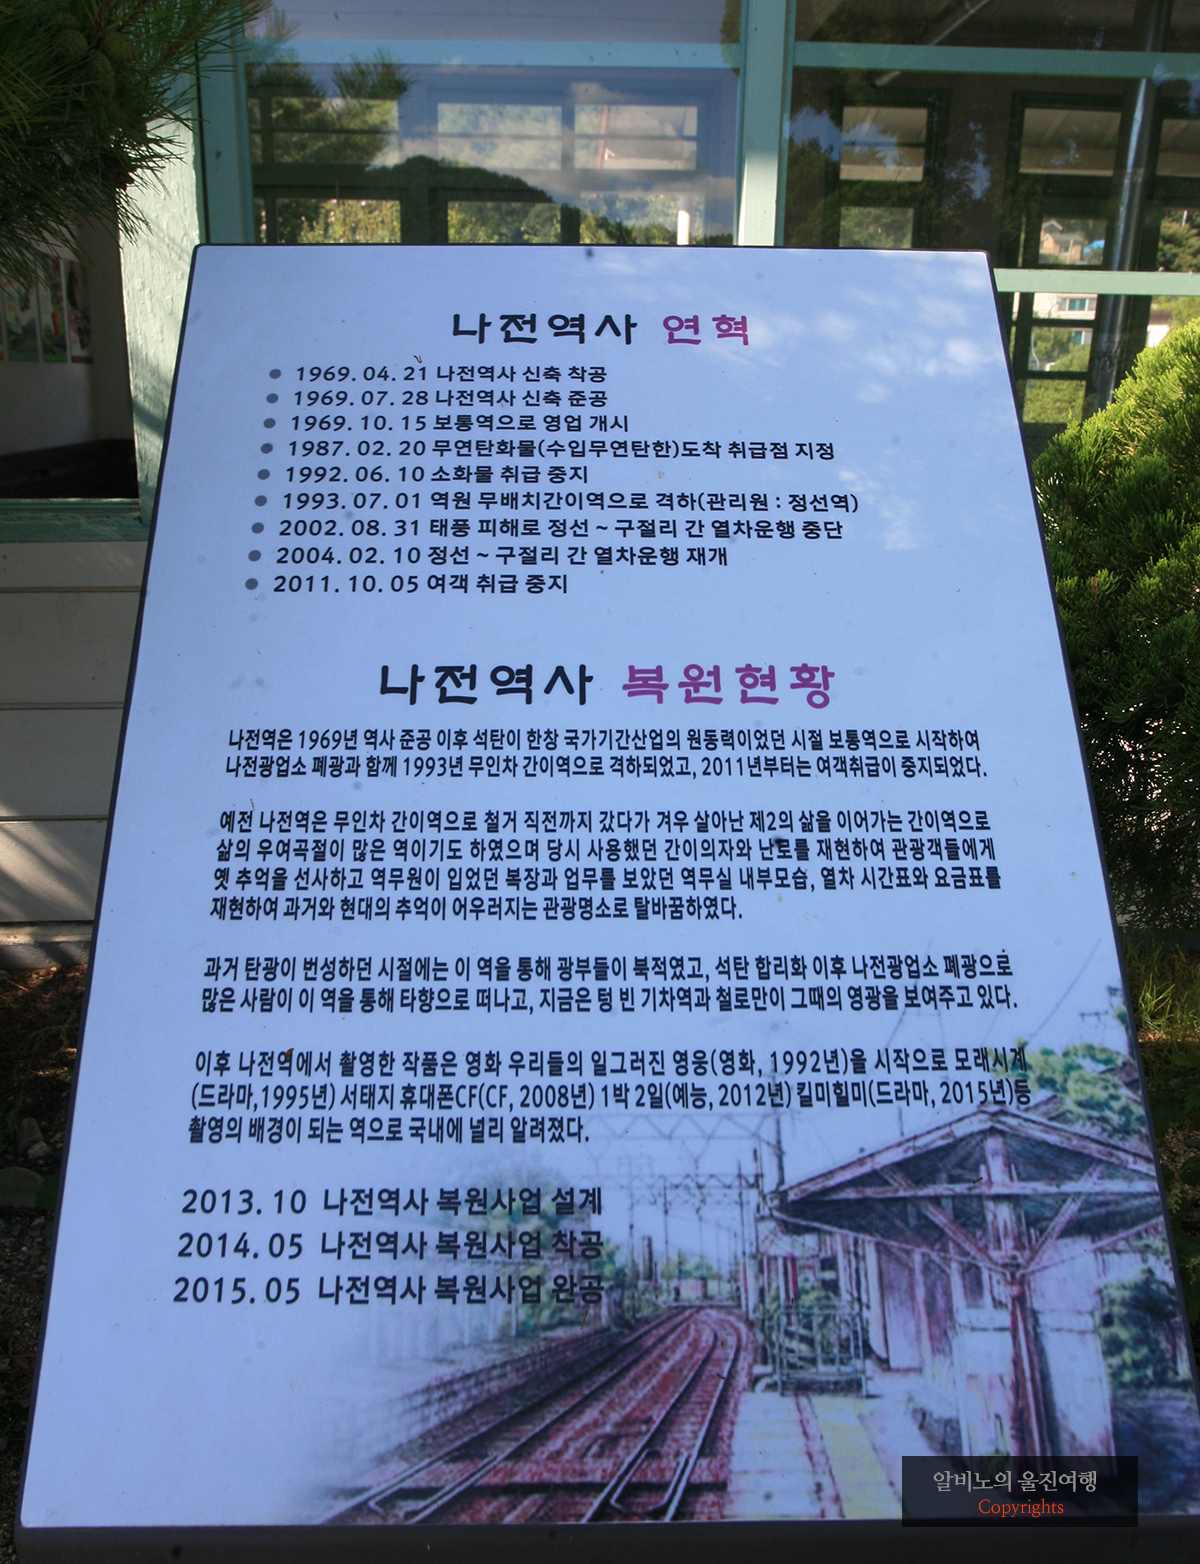 나전역사 연혁
1969. 04. 21 나전역사 신축 착공
1969. 07. 28 나전역사 신축 준공
1969. 10. 15 보통역으로 영업 개시
1987. 02. 20 무연탄화물(수입무연탄한)도착 취급점 지정
1992. 06. 10 소화물 취급 중지
1993. 07. 01 역원 무배치간이역으로 격하(관리원 : 정선역)
2002. 08. 31 태풍 피해로 정선 ~ 구절리 간 열차운행 중단
2004. 02. 10 정선 ~ 구절리 간 열차운행 재개
2011. 10. 05 여객 취급 중지
나전역사 복원현황
나전역은 1969년 역사 준공 이후 석탄이 한창 국가기간산업의 원동력이었던 시절 보통역으로 시작하여
나전광업소 폐광과 함께 1993년 무인차 간이역으로 격하되었고, 2011년부터는 여객취급이 중지되었다.
예전 나전역은 무인차 간이역으로 철거 직전까지 갔다가 겨우 살아난 제2의 삶을 이어가는 간이역으로
삶의 우여곡절이 많은 역이기도 하였으며 당시 사용했던 간이의자와 난로를 재현하여 관광객들에게
옛 추억을 선사하고 역무원이 입었던 복장과 업무를 보았던 역무실 내부모습, 열차 시간표와 요금표를
재현하여 과거와 현대의 추억이 어우러지는 관광명소로 탈바꿈하였다.
과거 탄광이 번성하던 시절에는 이 역을 통해 광부들이 북적였고, 석탄 합리화 이후 나전광업소 폐광으로
많은 사람이 이 역을 통해 타향으로 떠나고, 지금은 텅 빈 기차역과 철로만이 그때의 영광을 보여주고 있다.
이후 나전역에서 촬영한 작품은 영화 우리들의 일그러진 영웅(영화, 1992년)을 시작으로 모래시계
(드라마,1995년) 서태지 휴대폰CF(CF, 2008년) 1박 2일(예능, 2012년) 킬미힐미(드라마, 2015년)등
촬영의 배경이 되는 역으로 국내에 널리 알려졌다.
2013. 10 나전역사 복원사업 설계
2014. 05 나전역사 복원사업 착공
2015. 05 나전역사 복원사업 완공
알비노의 울진여행
Copyrights